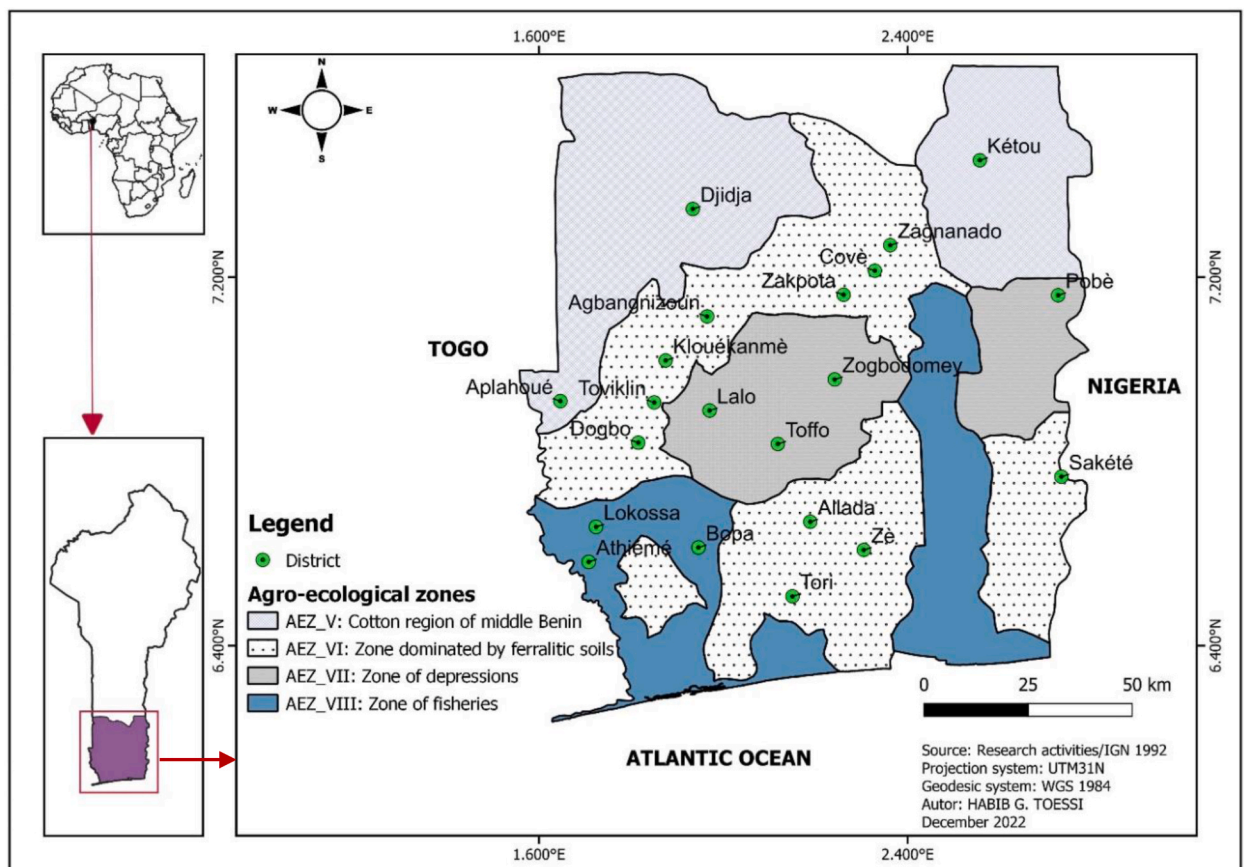 1.600°E
2.400°E
N
W
E
S
Kétou
Djidja
Zagnanado
Covè
7.200°N
Zakpota
Pobè
7.200°N
Agbangnizoun
TOGO
Klouékanmè
Zogbodomey
NIGERIA
Aplahoué
Toviklin
Lalo
Dogbo
Toffo
Sakété
Legend
Lokossa
Allada
District
Athiémé
Bopa
Zè
Agro-ecological zones
AEZ_V: Cotton region of middle Benin
Tori
AEZ_VI: Zone dominated by ferralitic soils
6.400°N
6.400°N
AEZ_VII: Zone of depressions
AEZ_VIII: Zone of fisheries
0
25
50 km
ATLANTIC OCEAN
Source: Research activities/IGN 1992
Projection system: UTM31N
Geodesic system: WGS 1984
Autor: HABIB G. TOESSI
December 2022
1.600°E
2.400°E